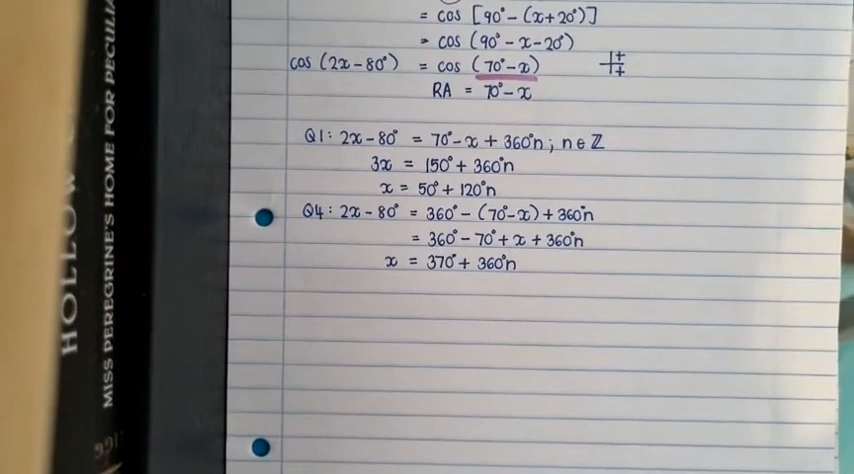 = cos [90° - (x + 20°)]
= cos (90° - x - 20°)
cos (2x - 80°) = cos (70° - x)
RA = 70° - x
Q1: 2x - 80° = 70° - x + 360°n; n ∈ ℤ
3x = 150° + 360°n
x = 50° + 120°n
Q4: 2x - 80° = 360° - (70° - x) + 360°n
= 360° - 70° + x + 360°n
x = 370° + 360°n
HOLLOW
MISS PEREGRINE'S HOME FOR PECULIA